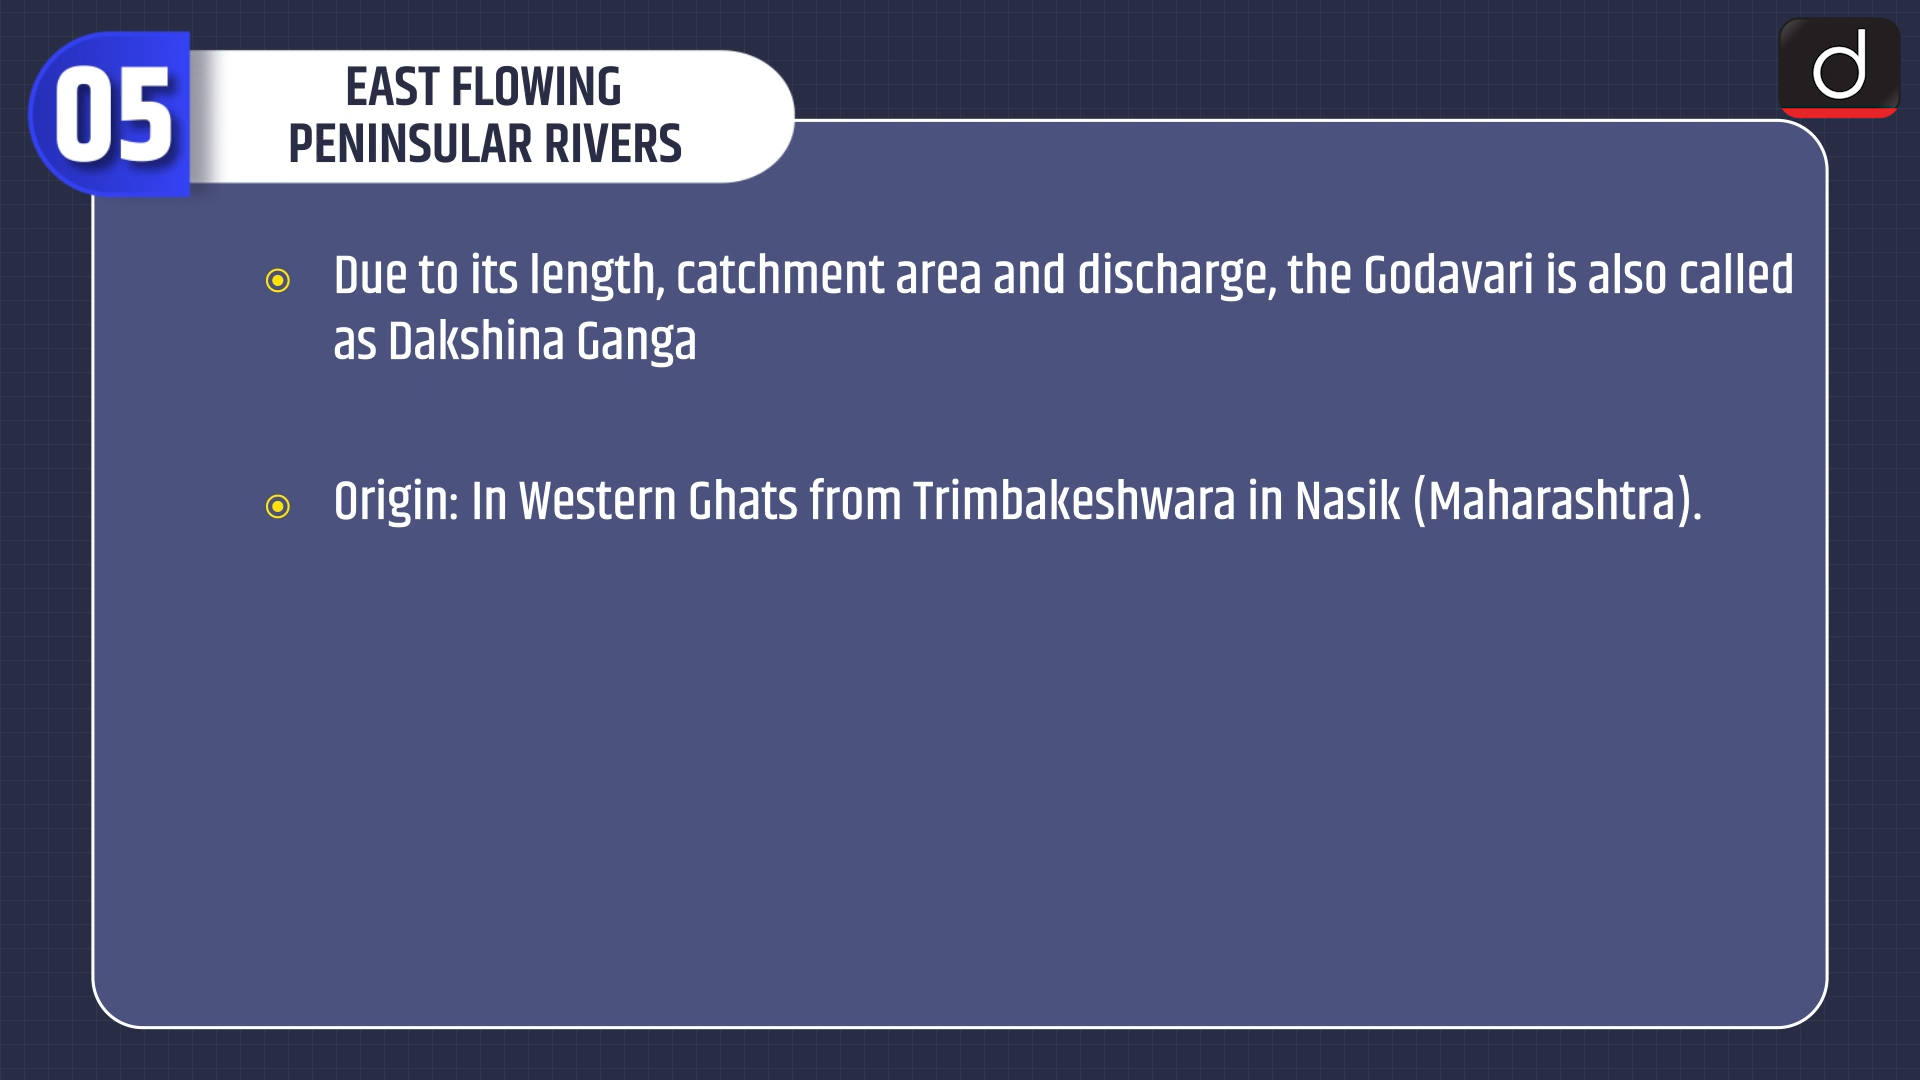 05
EAST FLOWING
PENINSULAR RIVERS
d
Due to its length, catchment area and discharge, the Godavari is also called
as Dakshina Ganga
Origin: In Western Ghats from Trimbakeshwara in Nasik (Maharashtra).